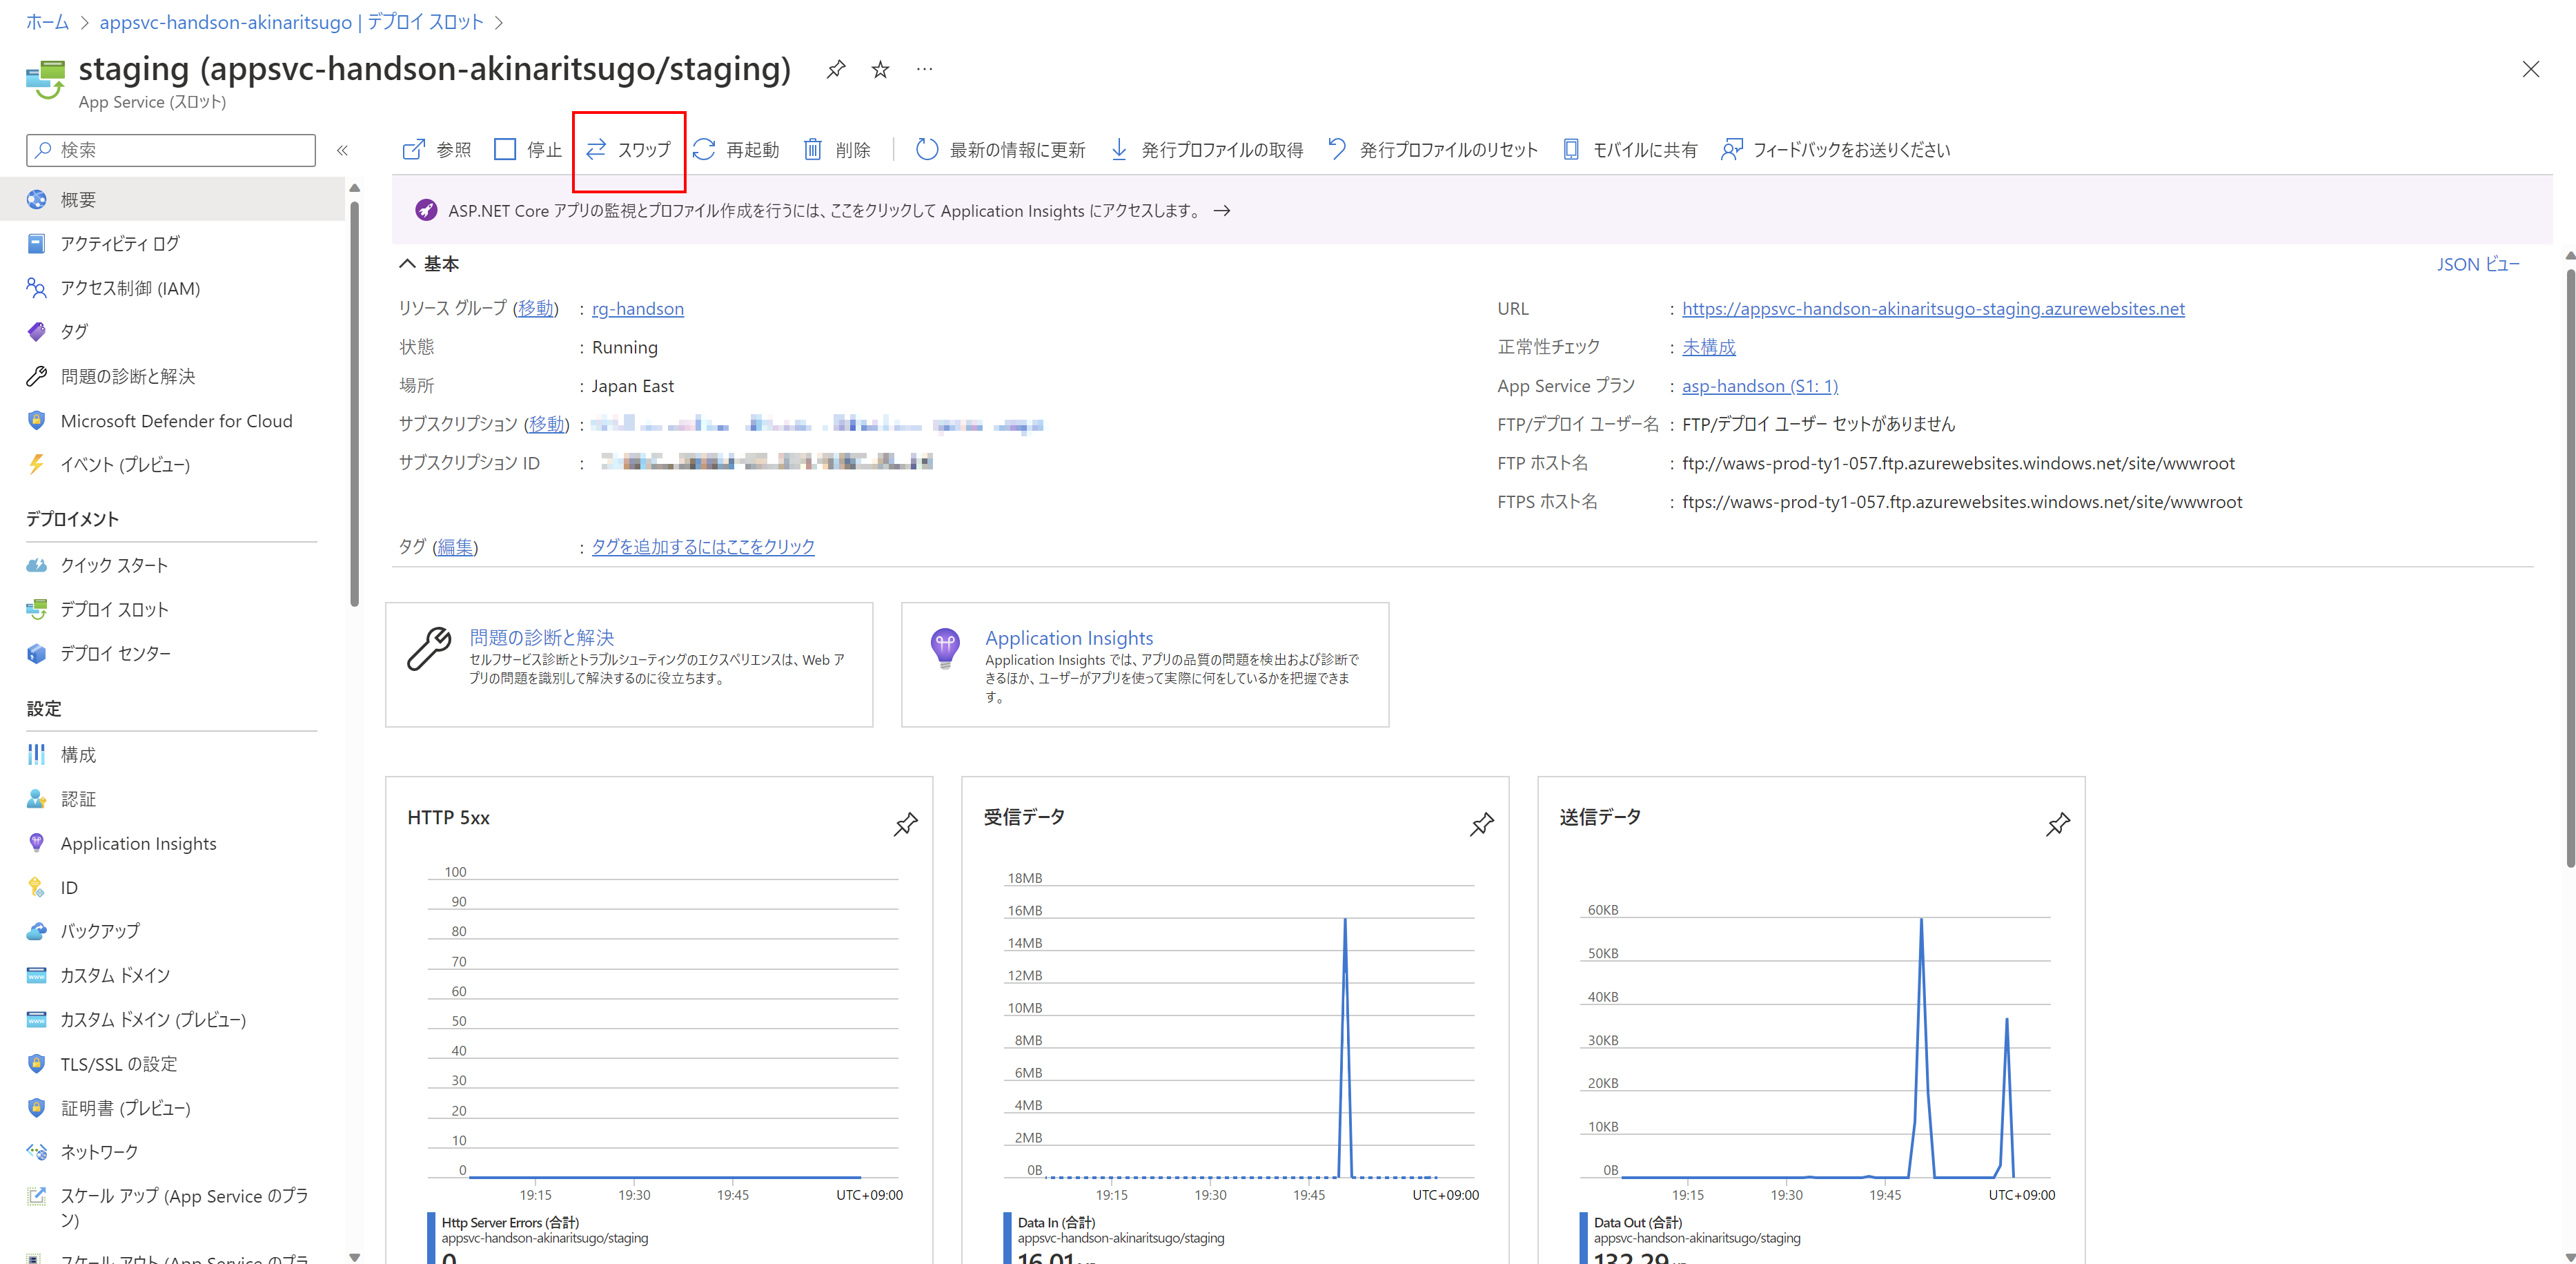 ホーム > appsvc-handson-akinaritsugo | デプロイ スロット >
staging (appsvc-handson-akinaritsugo/staging)
App Service (スロット)
検索
参照 停止 スワップ 再起動 削除 最新の情報に更新 発行プロファイルの取得 発行プロファイルのリセット モバイルに共有 フィードバックをお送りください
概要
アクティビティ ログ
アクセス制御 (IAM)
タグ
問題の診断と解決
Microsoft Defender for Cloud
イベント (プレビュー)
デプロイメント
クイック スタート
デプロイ スロット
デプロイ センター
設定
構成
認証
Application Insights
ID
バックアップ
カスタム ドメイン
カスタム ドメイン (プレビュー)
TLS/SSL の設定
証明書 (プレビュー)
ネットワーク
スケール アップ (App Service のプラ
ン)
スケール アウト (App Service のプラ
ASP.NET Core アプリの監視とプロファイル作成を行うには、ここをクリックして Application Insights にアクセスします。 →
基本
JSON ビュー
リソース グループ (移動) : rg-handson
状態 : Running
場所 : Japan East
サブスクリプション (移動) :
サブスクリプション ID :
タグ (編集) : タグを追加するにはここをクリック
URL : https://appsvc-handson-akinaritsugo-staging.azurewebsites.net
正常性チェック : 未構成
App Service プラン : asp-handson (S1: 1)
FTP/デプロイ ユーザー名 : FTP/デプロイ ユーザー セットがありません
FTP ホスト名 : ftp://waws-prod-ty1-057.ftp.azurewebsites.windows.net/site/wwwroot
FTPS ホスト名 : ftps://waws-prod-ty1-057.ftp.azurewebsites.windows.net/site/wwwroot
問題の診断と解決
セルフサービス診断とトラブルシューティングのエクスペリエンスは、Web ア
プリの問題を識別して解決するのに役立ちます。
Application Insights
Application Insights では、アプリの品質の問題を検出および診断で
きるほか、ユーザーがアプリを使って実際に何をしているかを把握できま
す。
HTTP 5xx
100
90
80
70
60
50
40
30
20
10
0
19:15 19:30 19:45 UTC+09:00
Http Server Errors (合計)
appsvc-handson-akinaritsugo/staging
0
受信データ
18MB
16MB
14MB
12MB
10MB
8MB
6MB
4MB
2MB
0B
19:15 19:30 19:45 UTC+09:00
Data In (合計)
appsvc-handson-akinaritsugo/staging
16.01
送信データ
60KB
50KB
40KB
30KB
20KB
10KB
0B
19:15 19:30 19:45 UTC+09:00
Data Out (合計)
appsvc-handson-akinaritsugo/staging
132.29